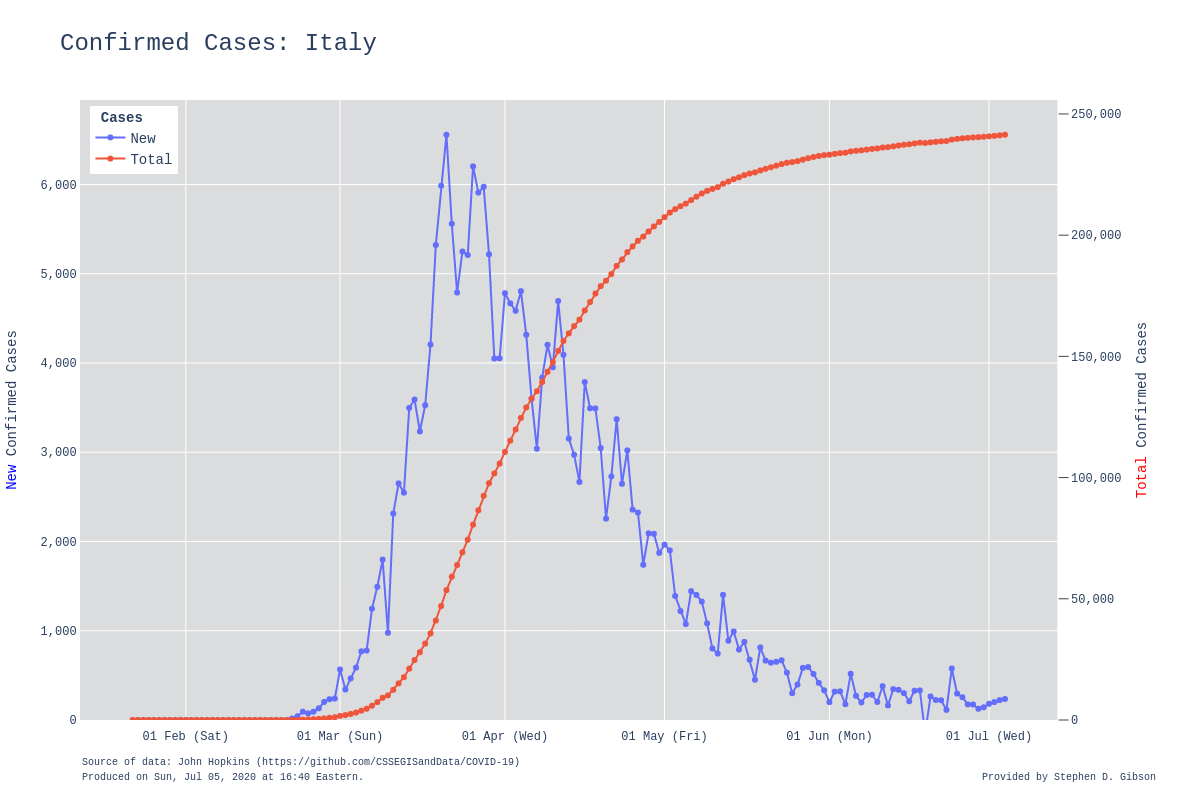 Confirmed Cases: Italy
Cases
New
Total
250,000
200,000
150,000
100,000
50,000
0
6,000
5,000
4,000
3,000
2,000
1,000
0
New Confirmed Cases
Total Confirmed Cases
01 Feb (Sat)
01 Mar (Sun)
01 Apr (Wed)
01 May (Fri)
01 Jun (Mon)
01 Jul (Wed)
Source of data: John Hopkins (https://github.com/CSSEGISandData/COVID-19)
Produced on Sun, Jul 05, 2020 at 16:40 Eastern.
Provided by Stephen D. Gibson